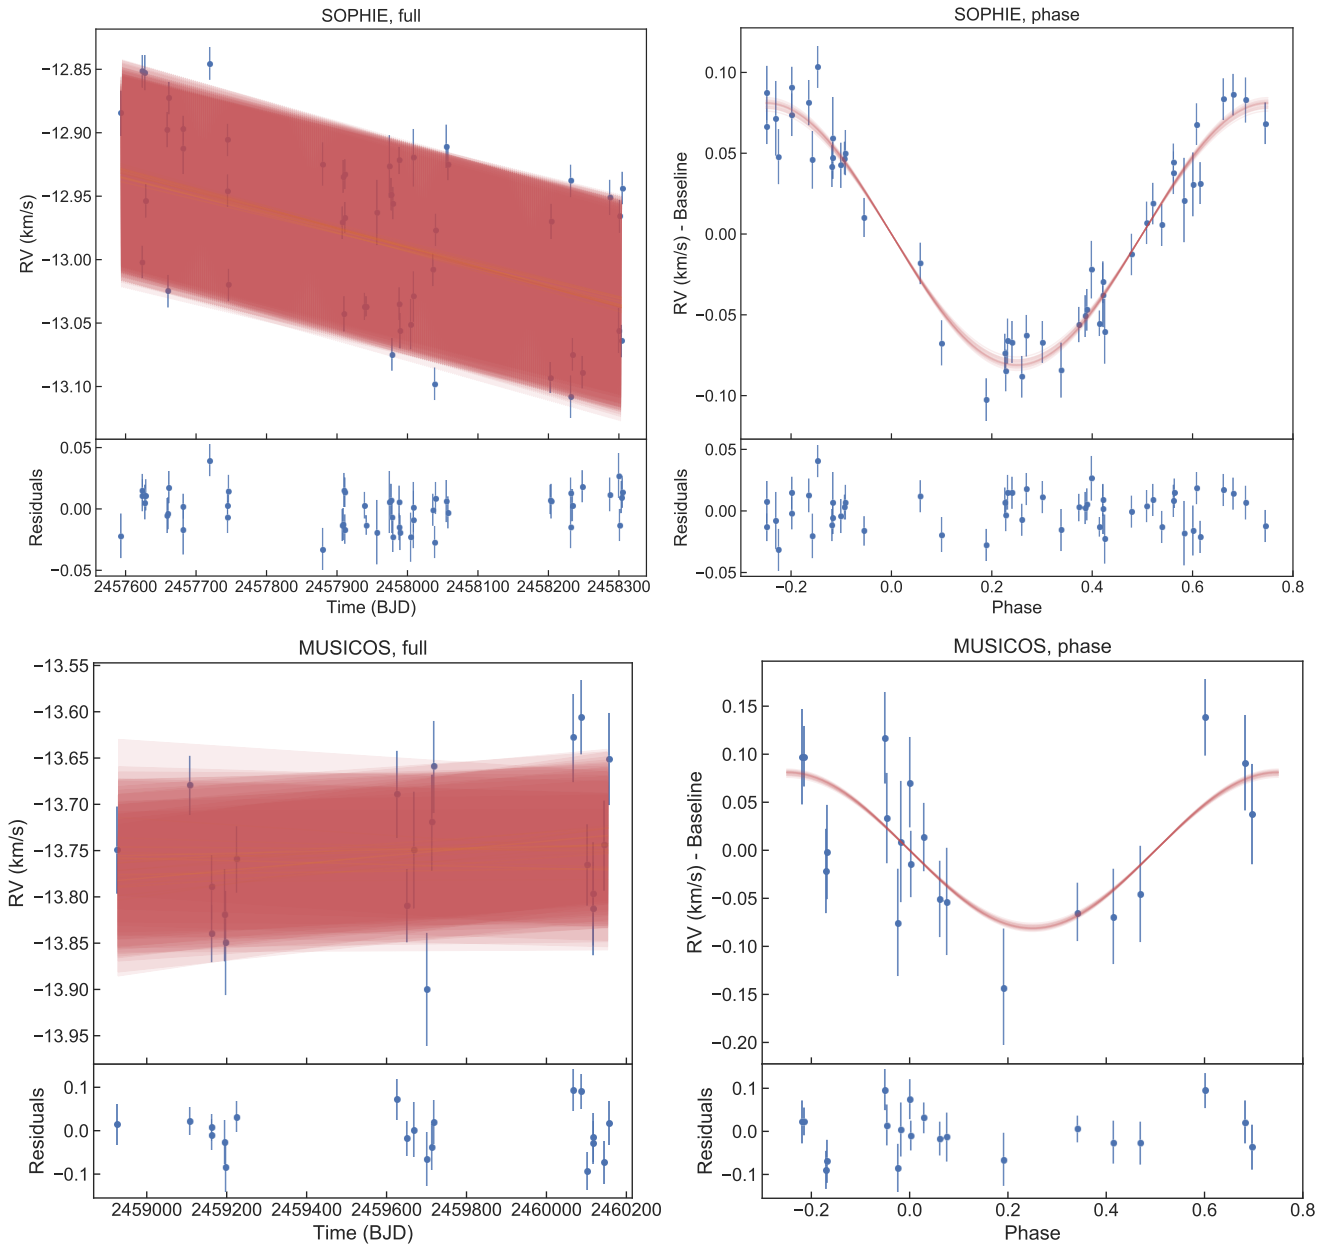 SOPHIE, full
RV (km/s)
−12.85
−12.90
−12.95
−13.00
−13.05
−13.10
Residuals
0.05
0.00
−0.05
2457600 2457700 2457800 2457900 2458000 2458100 2458200 2458300
Time (BJD)
SOPHIE, phase
RV (km/s) - Baseline
0.10
0.05
0.00
−0.05
−0.10
Residuals
0.05
0.00
−0.05
−0.2 0.0 0.2 0.4 0.6 0.8
Phase
MUSICOS, full
RV (km/s)
−13.55
−13.60
−13.65
−13.70
−13.75
−13.80
−13.85
−13.90
−13.95
Residuals
0.1
0.0
−0.1
2459000 2459200 2459400 2459600 2459800 2460000 2460200
Time (BJD)
MUSICOS, phase
RV (km/s) - Baseline
0.15
0.10
0.05
0.00
−0.05
−0.10
−0.15
−0.20
Residuals
0.1
0.0
−0.1
−0.2 0.0 0.2 0.4 0.6 0.8
Phase